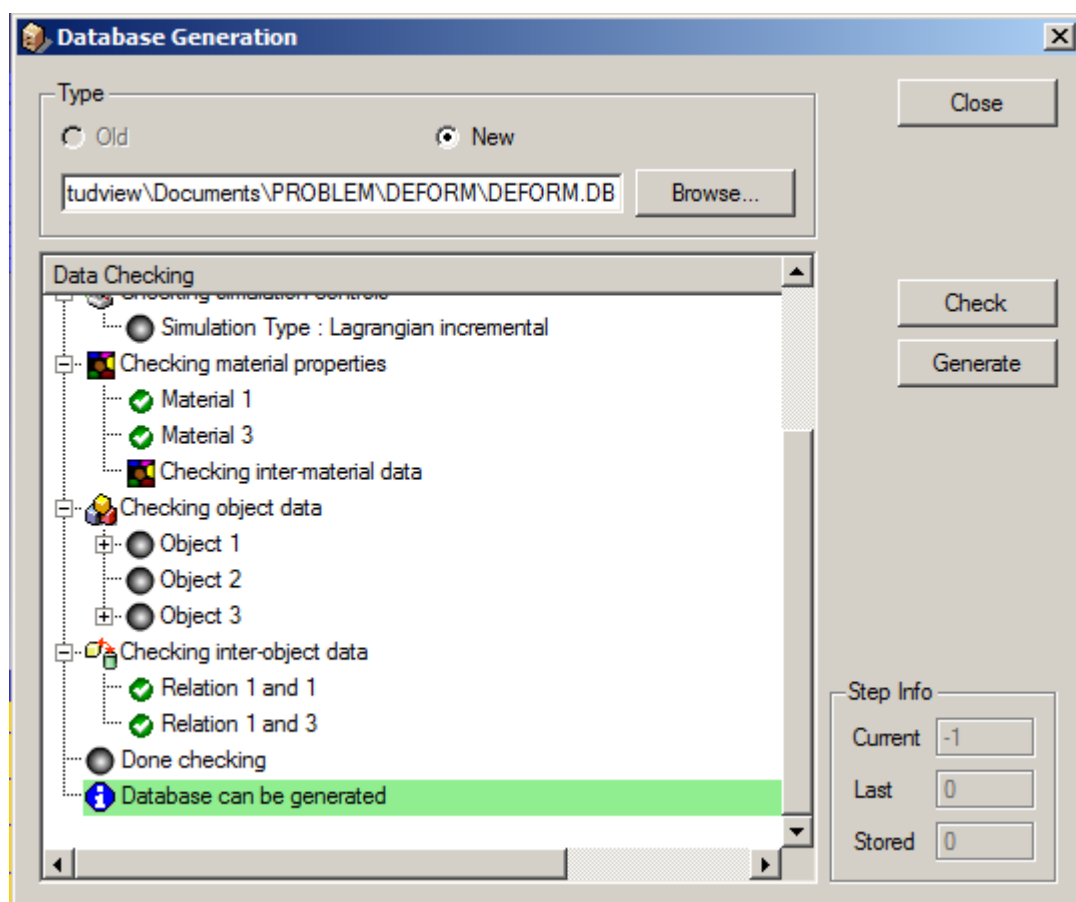 Database Generation
Type
Close
Old
New
tudview\Documents\PROBLEM\DEFORM\DEFORM.DB
Browse...
Data Checking
Checking simulation controls
Check
Simulation Type : Lagrangian incremental
Checking material properties
Generate
Material 1
Material 3
Checking inter-material data
Checking object data
Object 1
Object 2
Object 3
Checking inter-object data
Relation 1 and 1
Step Info
Relation 1 and 3
Current -1
Done checking
Last 0
Database can be generated
Stored 0